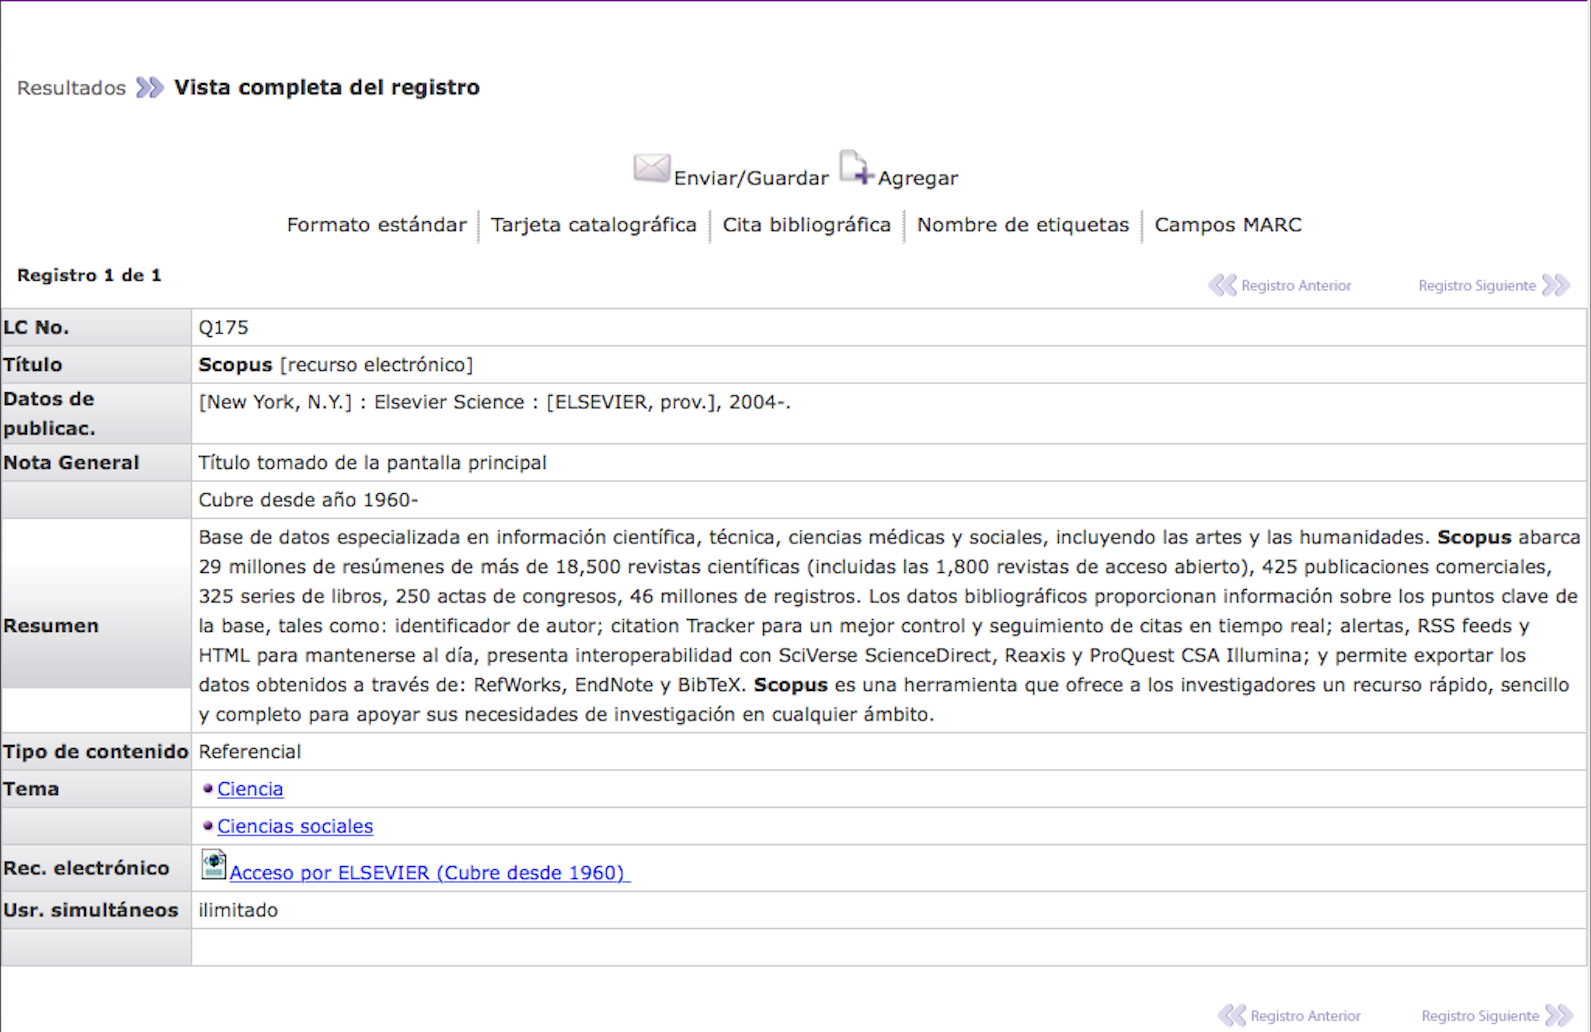 Resultados Vista completa del registro
Enviar/Guardar Agregar
Formato estándar Tarjeta catalográfica Cita bibliográfica Nombre de etiquetas Campos MARC
Registro 1 de 1
Registro Anterior Registro Siguiente
LC No. Q175
Título Scopus [recurso electrónico]
Datos de publicac. [New York, N.Y.] : Elsevier Science : [ELSEVIER, prov.], 2004-.
Nota General Título tomado de la pantalla principal
Cubre desde año 1960-
Resumen
Base de datos especializada en información científica, técnica, ciencias médicas y sociales, incluyendo las artes y las humanidades. Scopus abarca
29 millones de resúmenes de más de 18,500 revistas científicas (incluidas las 1,800 revistas de acceso abierto), 425 publicaciones comerciales,
325 series de libros, 250 actas de congresos, 46 millones de registros. Los datos bibliográficos proporcionan información sobre los puntos clave de
la base, tales como: identificador de autor; citation Tracker para un mejor control y seguimiento de citas en tiempo real; alertas, RSS feeds y
HTML para mantenerse al día, presenta interoperabilidad con SciVerse ScienceDirect, Reaxis y ProQuest CSA Illumina; y permite exportar los
datos obtenidos a través de: RefWorks, EndNote y BibTeX. Scopus es una herramienta que ofrece a los investigadores un recurso rápido, sencillo
y completo para apoyar sus necesidades de investigación en cualquier ámbito.
Tipo de contenido Referencial
Tema Ciencia
Ciencias sociales
Rec. electrónico Acceso por ELSEVIER (Cubre desde 1960)
Usr. simultáneos ilimitado
Registro Anterior Registro Siguiente